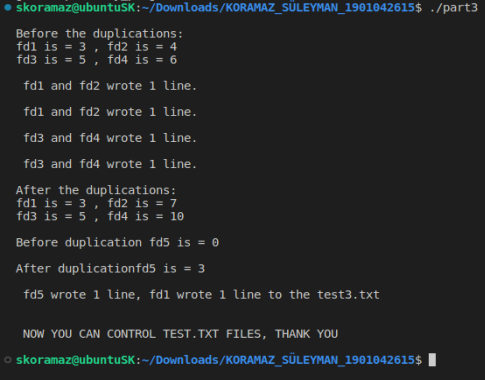 skoramaz@ubuntuSK:~/Downloads/KORAMAZ_SÜLEYMAN_1901042615$ ./part3
Before the duplications:
fd1 is = 3 , fd2 is = 4
fd3 is = 5 , fd4 is = 6
fd1 and fd2 wrote 1 line.
fd1 and fd2 wrote 1 line.
fd3 and fd4 wrote 1 line.
fd3 and fd4 wrote 1 line.
After the duplications:
fd1 is = 3 , fd2 is = 7
fd3 is = 5 , fd4 is = 10
Before duplication fd5 is = 0
After duplicationfd5 is = 3
fd5 wrote 1 line, fd1 wrote 1 line to the test3.txt
NOW YOU CAN CONTROL TEST.TXT FILES, THANK YOU
skoramaz@ubuntuSK:~/Downloads/KORAMAZ_SÜLEYMAN_1901042615$